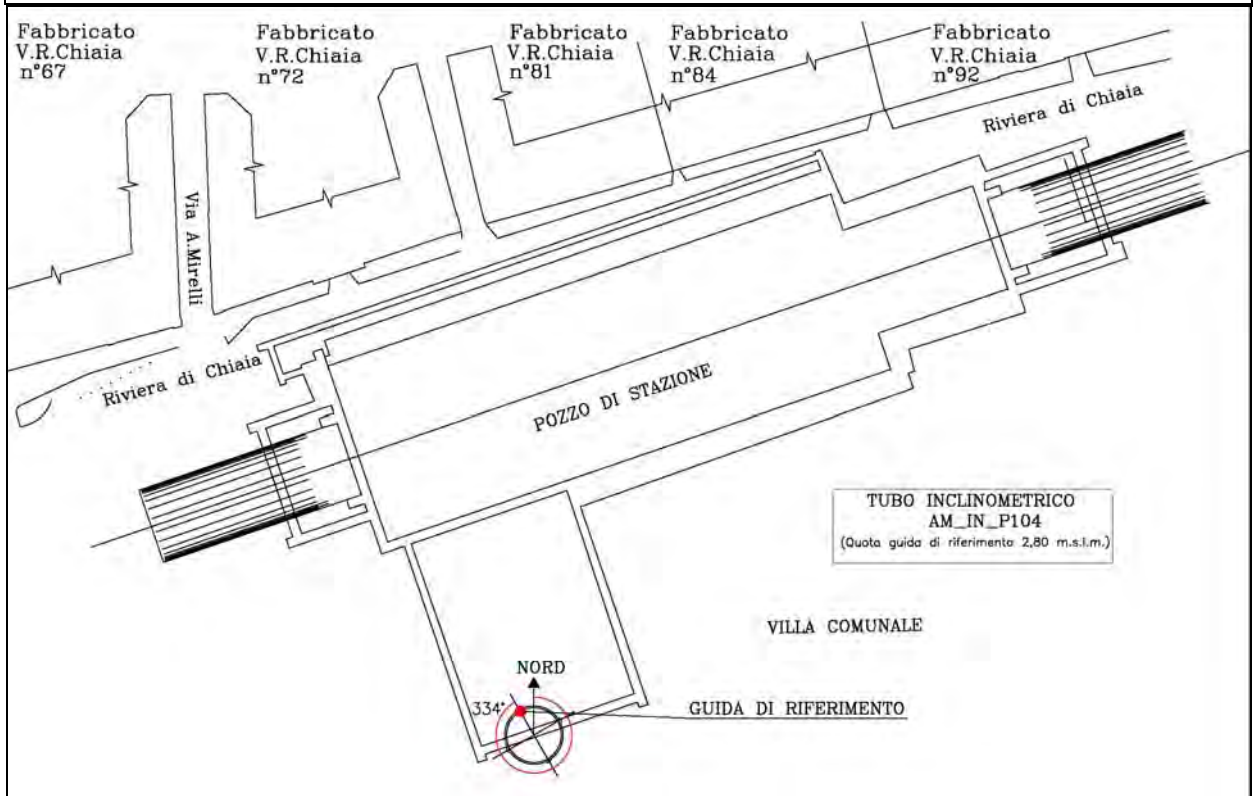 Fabbricato
V.R.Chiaia
n°67
Fabbricato
V.R.Chiaia
n°72
Fabbricato
V.R.Chiaia
n°81
Fabbricato
V.R.Chiaia
n°84
Fabbricato
V.R.Chiaia
n°92
Riviera di Chiaia
Via A.Mirelli
Riviera di Chiaia
POZZO DI STAZIONE
TUBO INCLINOMETRICO
AM_IN_P104
(Quota guida di riferimento 2,80 m.s.l.m.)
VILLA COMUNALE
NORD
334°
GUIDA DI RIFERIMENTO